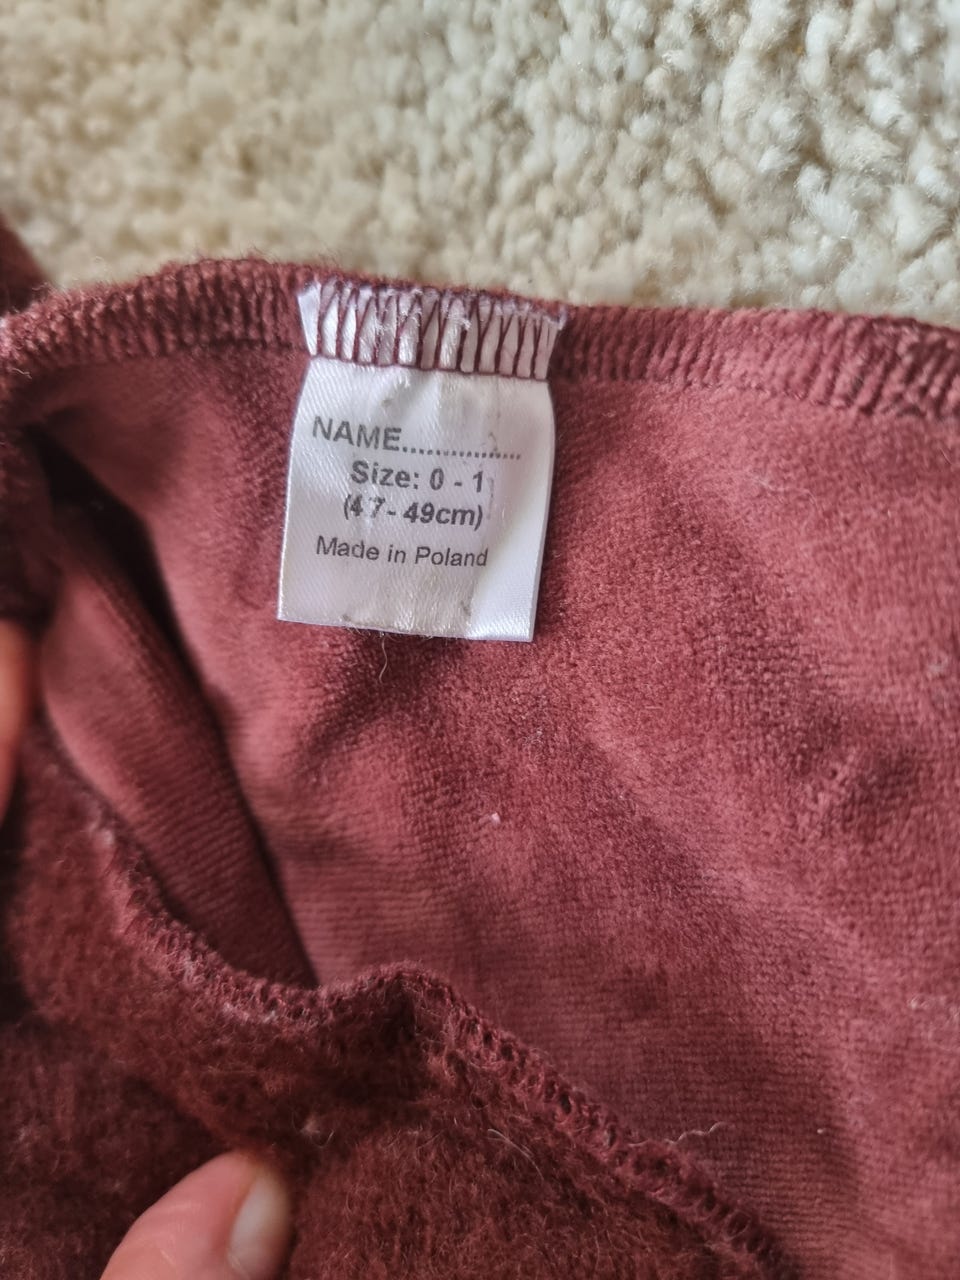 NAME......................
Size: 0 - 1
(47- 49cm)
Made in Poland